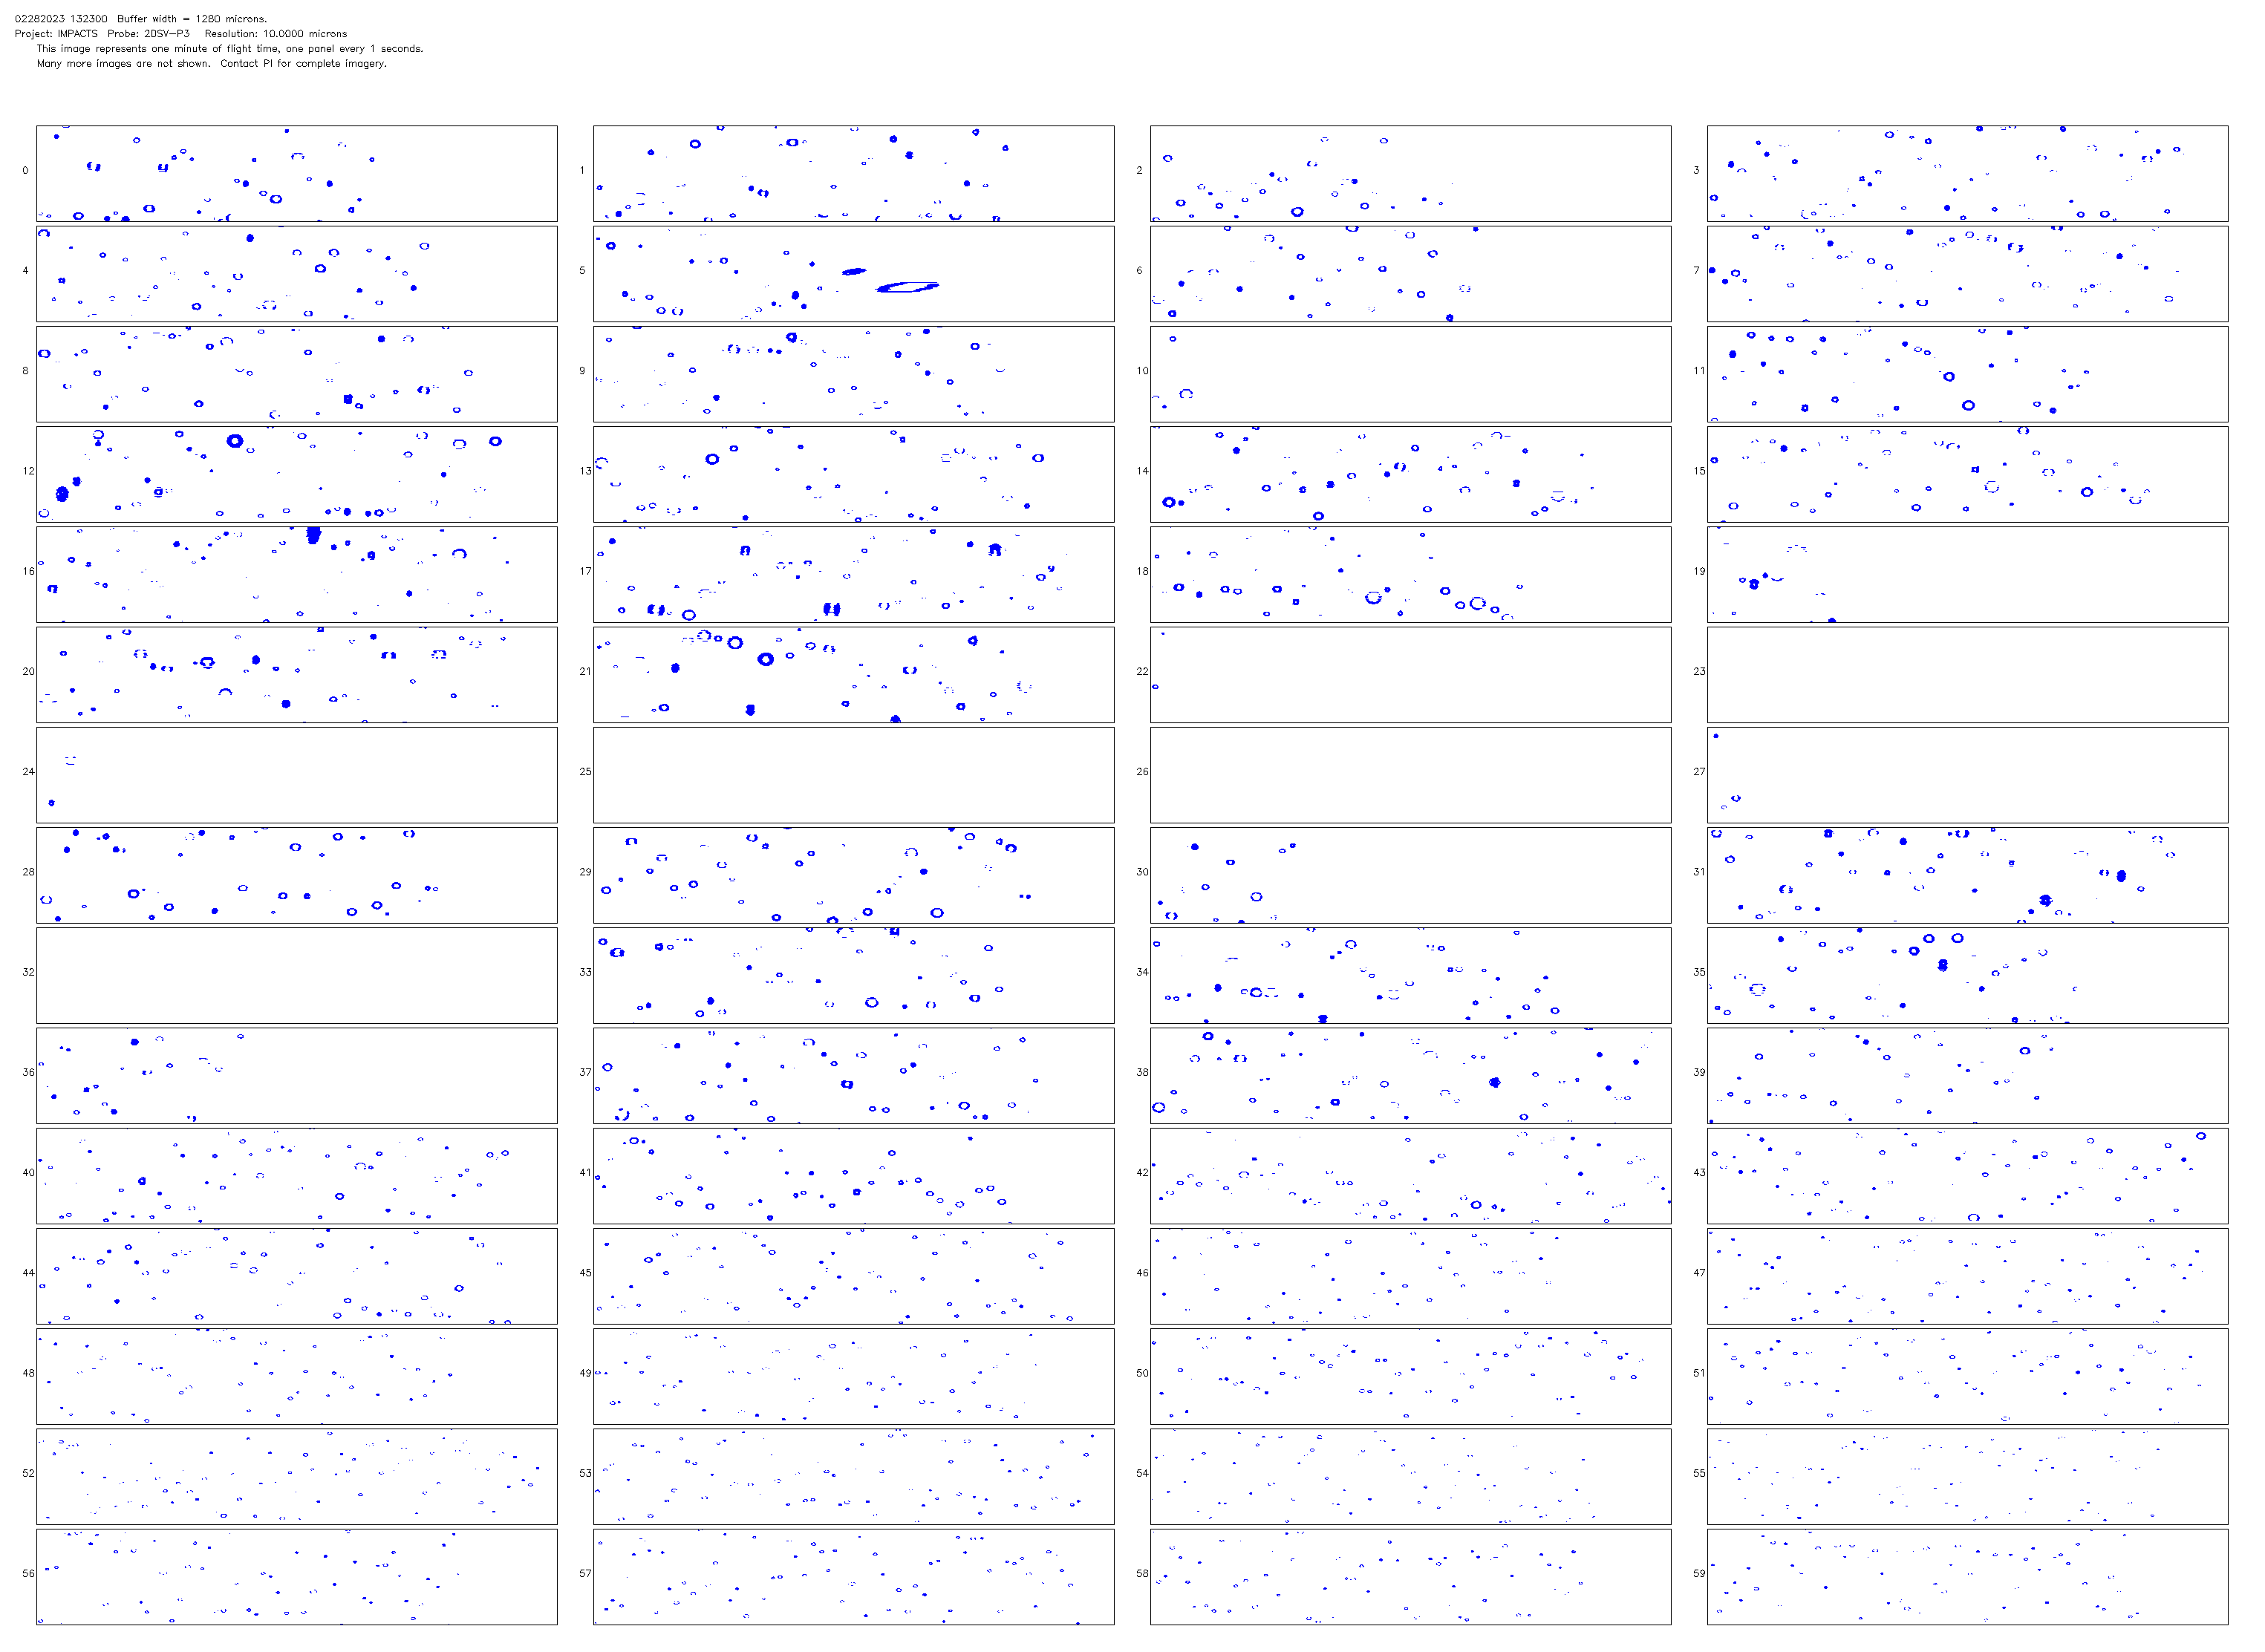 02282023 132300  Buffer width = 1280 microns.
Project: IMPACTS  Probe: 2DSV-P3   Resolution: 10.0000 microns
This image represents one minute of flight time, one panel every 1 seconds.
Many more images are not shown.  Contact PI for complete imagery.
0 1 2 3
4 5 6 7
8 9 10 11
12 13 14 15
16 17 18 19
20 21 22 23
24 25 26 27
28 29 30 31
32 33 34 35
36 37 38 39
40 41 42 43
44 45 46 47
48 49 50 51
52 53 54 55
56 57 58 59